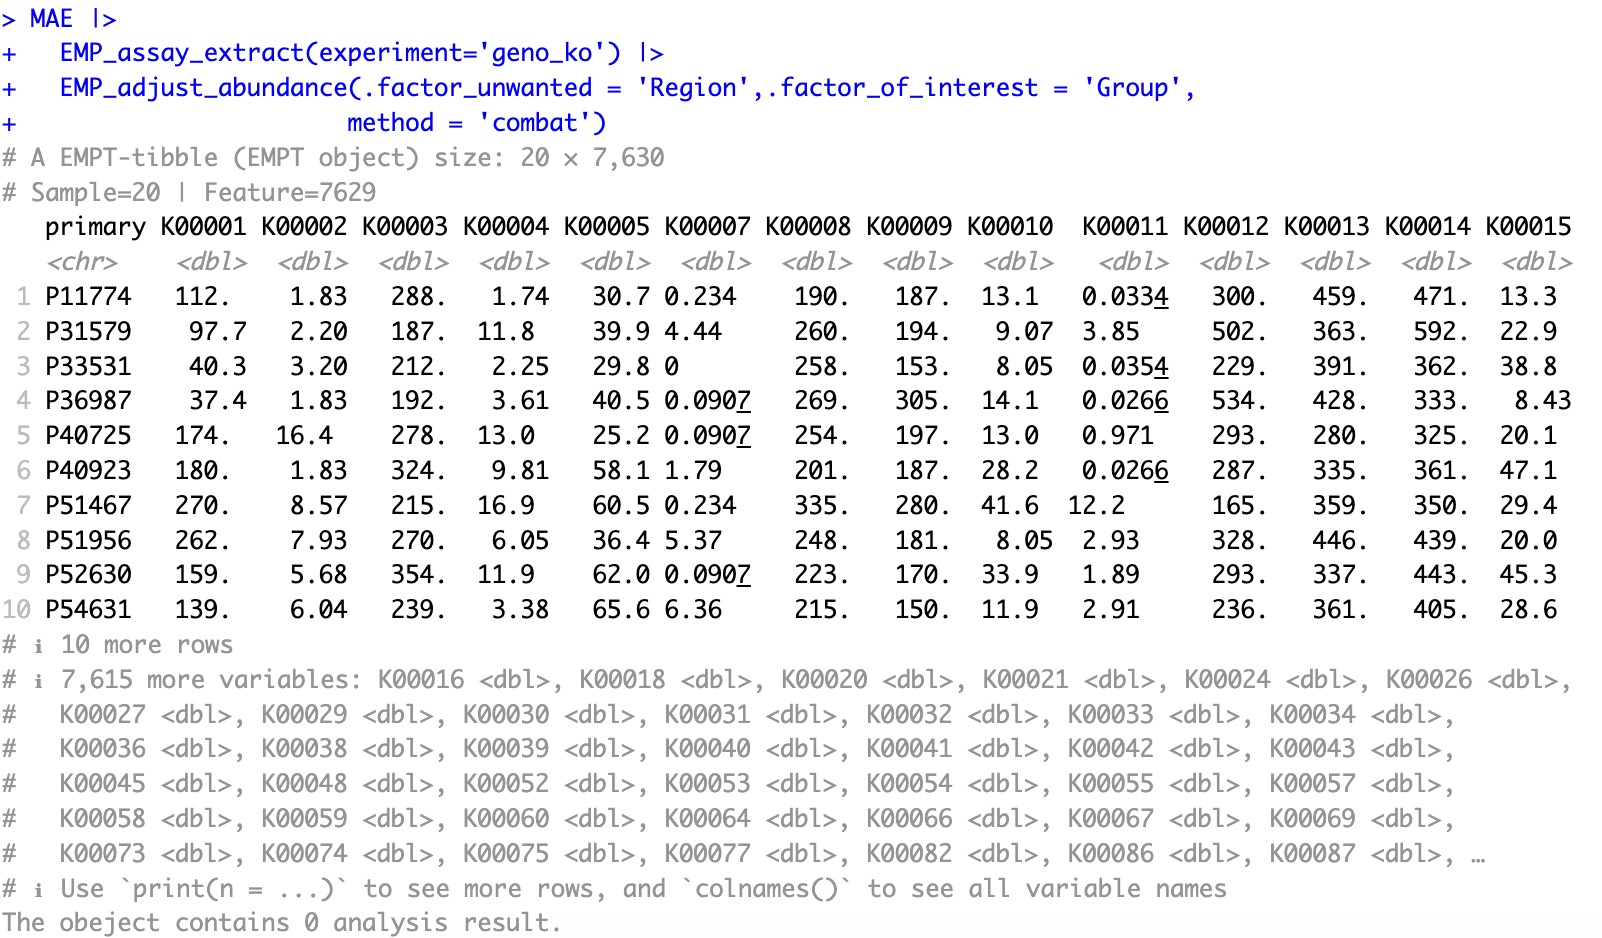 > MAE |>
+   EMP_assay_extract(experiment='geno_ko') |>
+   EMP_adjust_abundance(.factor_unwanted = 'Region',.factor_of_interest = 'Group',
+                       method = 'combat')
# A EMPT-tibble (EMPT object) size: 20 × 7,630
# Sample=20 | Feature=7629
   primary K00001 K00002 K00003 K00004 K00005 K00007 K00008 K00009 K00010  K00011 K00012 K00013 K00014 K00015
   <chr>    <dbl>  <dbl>  <dbl>  <dbl>  <dbl>  <dbl>  <dbl>  <dbl>  <dbl>   <dbl>  <dbl>  <dbl>  <dbl>  <dbl>
 1 P11774  112.     1.83   288.   1.74   30.7 0.234    190.   187.  13.1   0.0334   300.   459.   471.  13.3
 2 P31579   97.7    2.20   187.  11.8    39.9 4.44     260.   194.   9.07  3.85     502.   363.   592.  22.9
 3 P33531   40.3    3.20   212.   2.25   29.8 0        258.   153.   8.05  0.0354   229.   391.   362.  38.8
 4 P36987   37.4    1.83   192.   3.61   40.5 0.0907   269.   305.  14.1   0.0266   534.   428.   333.   8.43
 5 P40725  174.    16.4    278.  13.0    25.2 0.0907   254.   197.  13.0   0.971    293.   280.   325.  20.1
 6 P40923  180.     1.83   324.   9.81   58.1 1.79     201.   187.  28.2   0.0266   287.   335.   361.  47.1
 7 P51467  270.     8.57   215.  16.9    60.5 0.234    335.   280.  41.6  12.2      165.   359.   350.  29.4
 8 P51956  262.     7.93   270.   6.05   36.4 5.37     248.   181.   8.05  2.93     328.   446.   439.  20.0
 9 P52630  159.     5.68   354.  11.9    62.0 0.0907   223.   170.  33.9   1.89     293.   337.   443.  45.3
10 P54631  139.     6.04   239.   3.38   65.6 6.36     215.   150.  11.9   2.91     236.   361.   405.  28.6
# ℹ 10 more rows
# ℹ 7,615 more variables: K00016 <dbl>, K00018 <dbl>, K00020 <dbl>, K00021 <dbl>, K00024 <dbl>, K00026 <dbl>,
#   K00027 <dbl>, K00029 <dbl>, K00030 <dbl>, K00031 <dbl>, K00032 <dbl>, K00033 <dbl>, K00034 <dbl>,
#   K00036 <dbl>, K00038 <dbl>, K00039 <dbl>, K00040 <dbl>, K00041 <dbl>, K00042 <dbl>, K00043 <dbl>,
#   K00045 <dbl>, K00048 <dbl>, K00052 <dbl>, K00053 <dbl>, K00054 <dbl>, K00055 <dbl>, K00057 <dbl>,
#   K00058 <dbl>, K00059 <dbl>, K00060 <dbl>, K00064 <dbl>, K00066 <dbl>, K00067 <dbl>, K00069 <dbl>,
#   K00073 <dbl>, K00074 <dbl>, K00075 <dbl>, K00077 <dbl>, K00082 <dbl>, K00086 <dbl>, K00087 <dbl>, …
# ℹ Use `print(n = ...)` to see more rows, and `colnames()` to see all variable names
The obeject contains 0 analysis result.